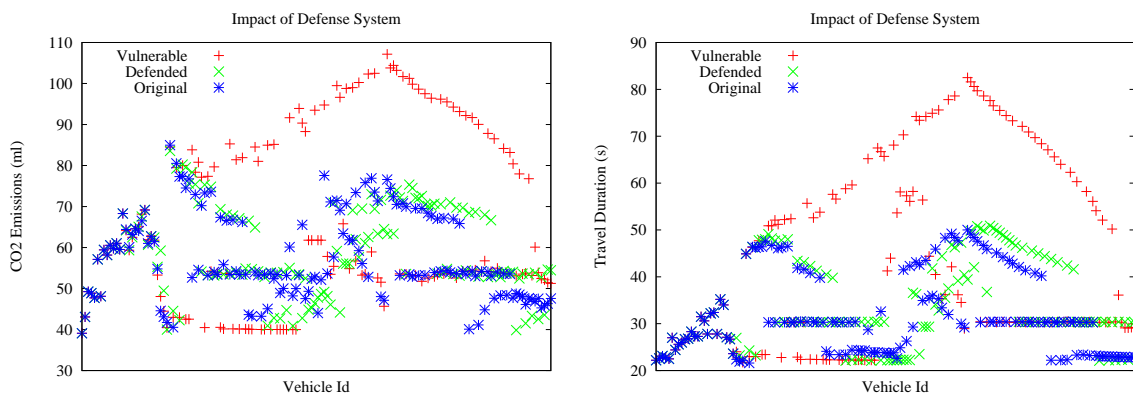 Impact of Defense System
110
100
90
80
70
60
50
40
30
CO2 Emissions (ml)
Vulnerable
Defended
Original
Vehicle Id
Impact of Defense System
90
80
70
60
50
40
30
20
Travel Duration (s)
Vulnerable
Defended
Original
Vehicle Id